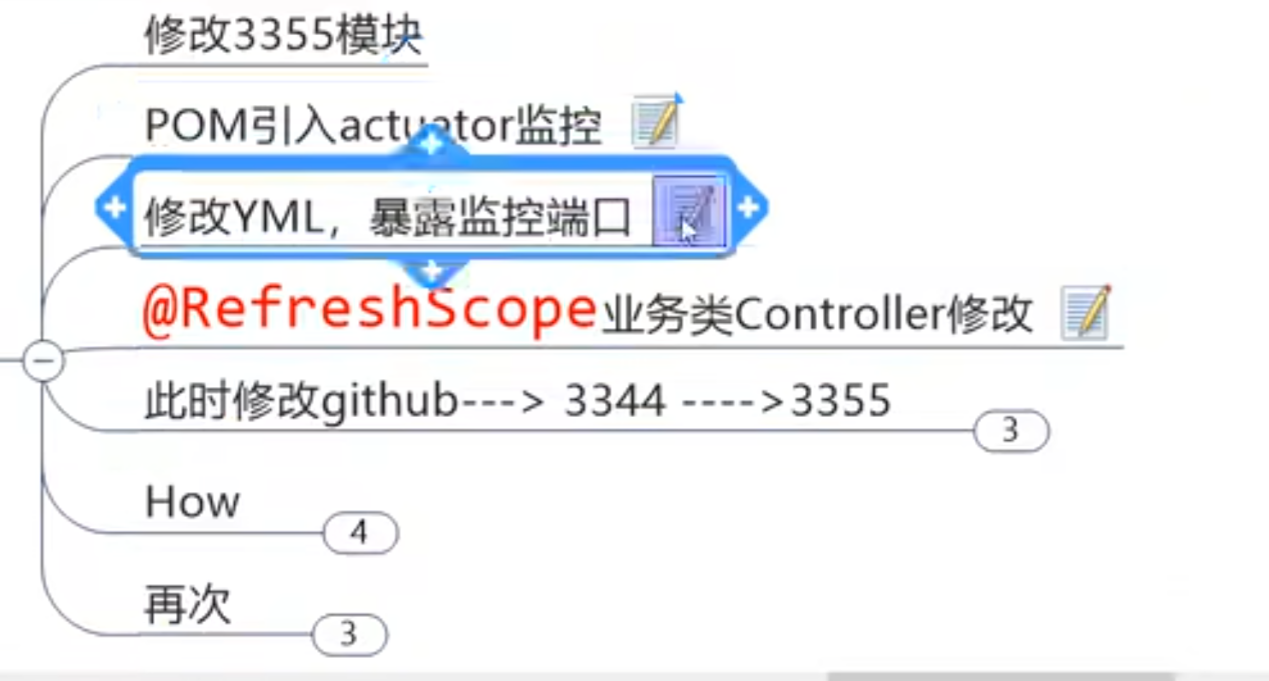 修改3355模块
POM引入actuator监控
修改YML，暴露监控端口
@RefreshScope业务类Controller修改
此时修改github---> 3344 ---->3355
3
How
4
再次
3